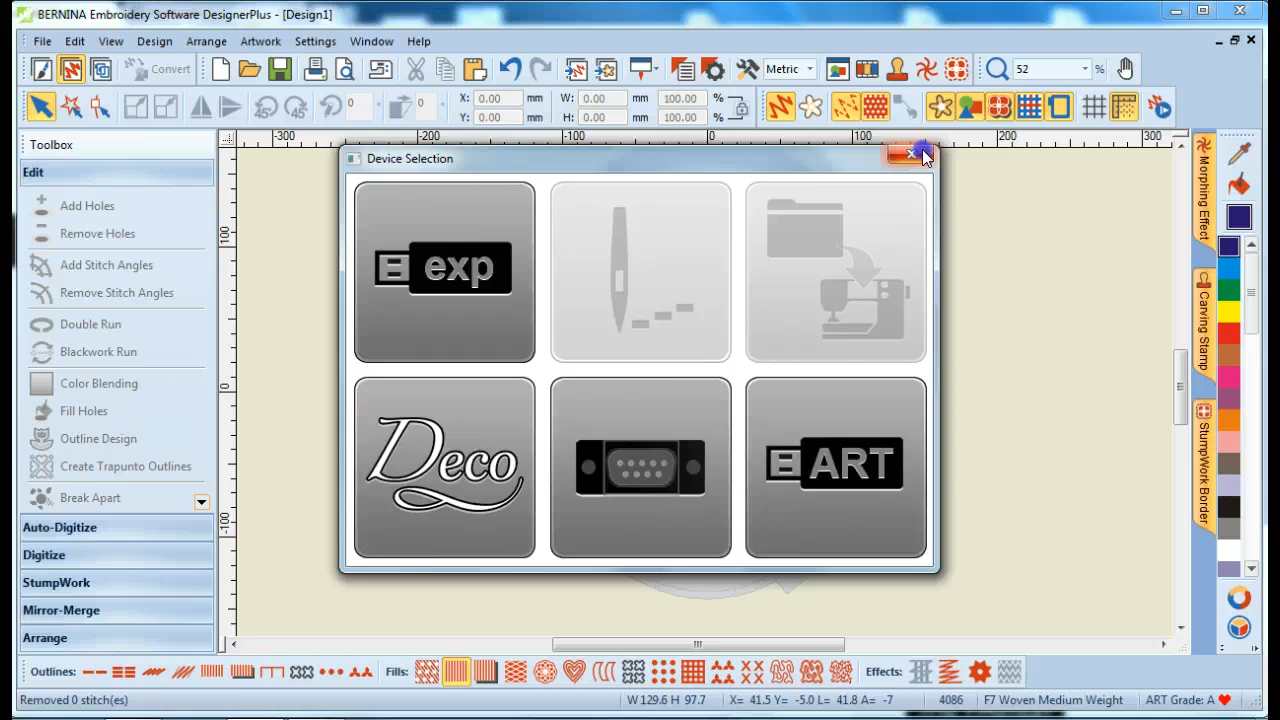 BERNINA Embroidery Software DesignerPlus - [Design1]
File Edit View Design Arrange Artwork Settings Window Help
Convert Metric 52 %
0 0 X: 0.00 mm W: 0.00 mm 100.00 %
Y: 0.00 mm H: 0.00 mm 100.00 %
Toolbox
-300 -200 -100 0 100 200 300
Edit
Device Selection
Add Holes
Remove Holes
Add Stitch Angles
Remove Stitch Angles
Double Run
Blackwork Run
Color Blending
Fill Holes
Outline Design
Create Trapunto Outlines
Break Apart
Auto-Digitize
Digitize
StumpWork
Mirror-Merge
Arrange
100
0
-100
exp
Deco
ART
Morphing Effect
Carving Stamp
StumpWork Border
Outlines: Fills: Effects:
Removed 0 stitch(es) W 129.6 H 97.7 X= 41.5 Y= -5.0 L= 41.8 A= -7 4086 F7 Woven Medium Weight ART Grade: A